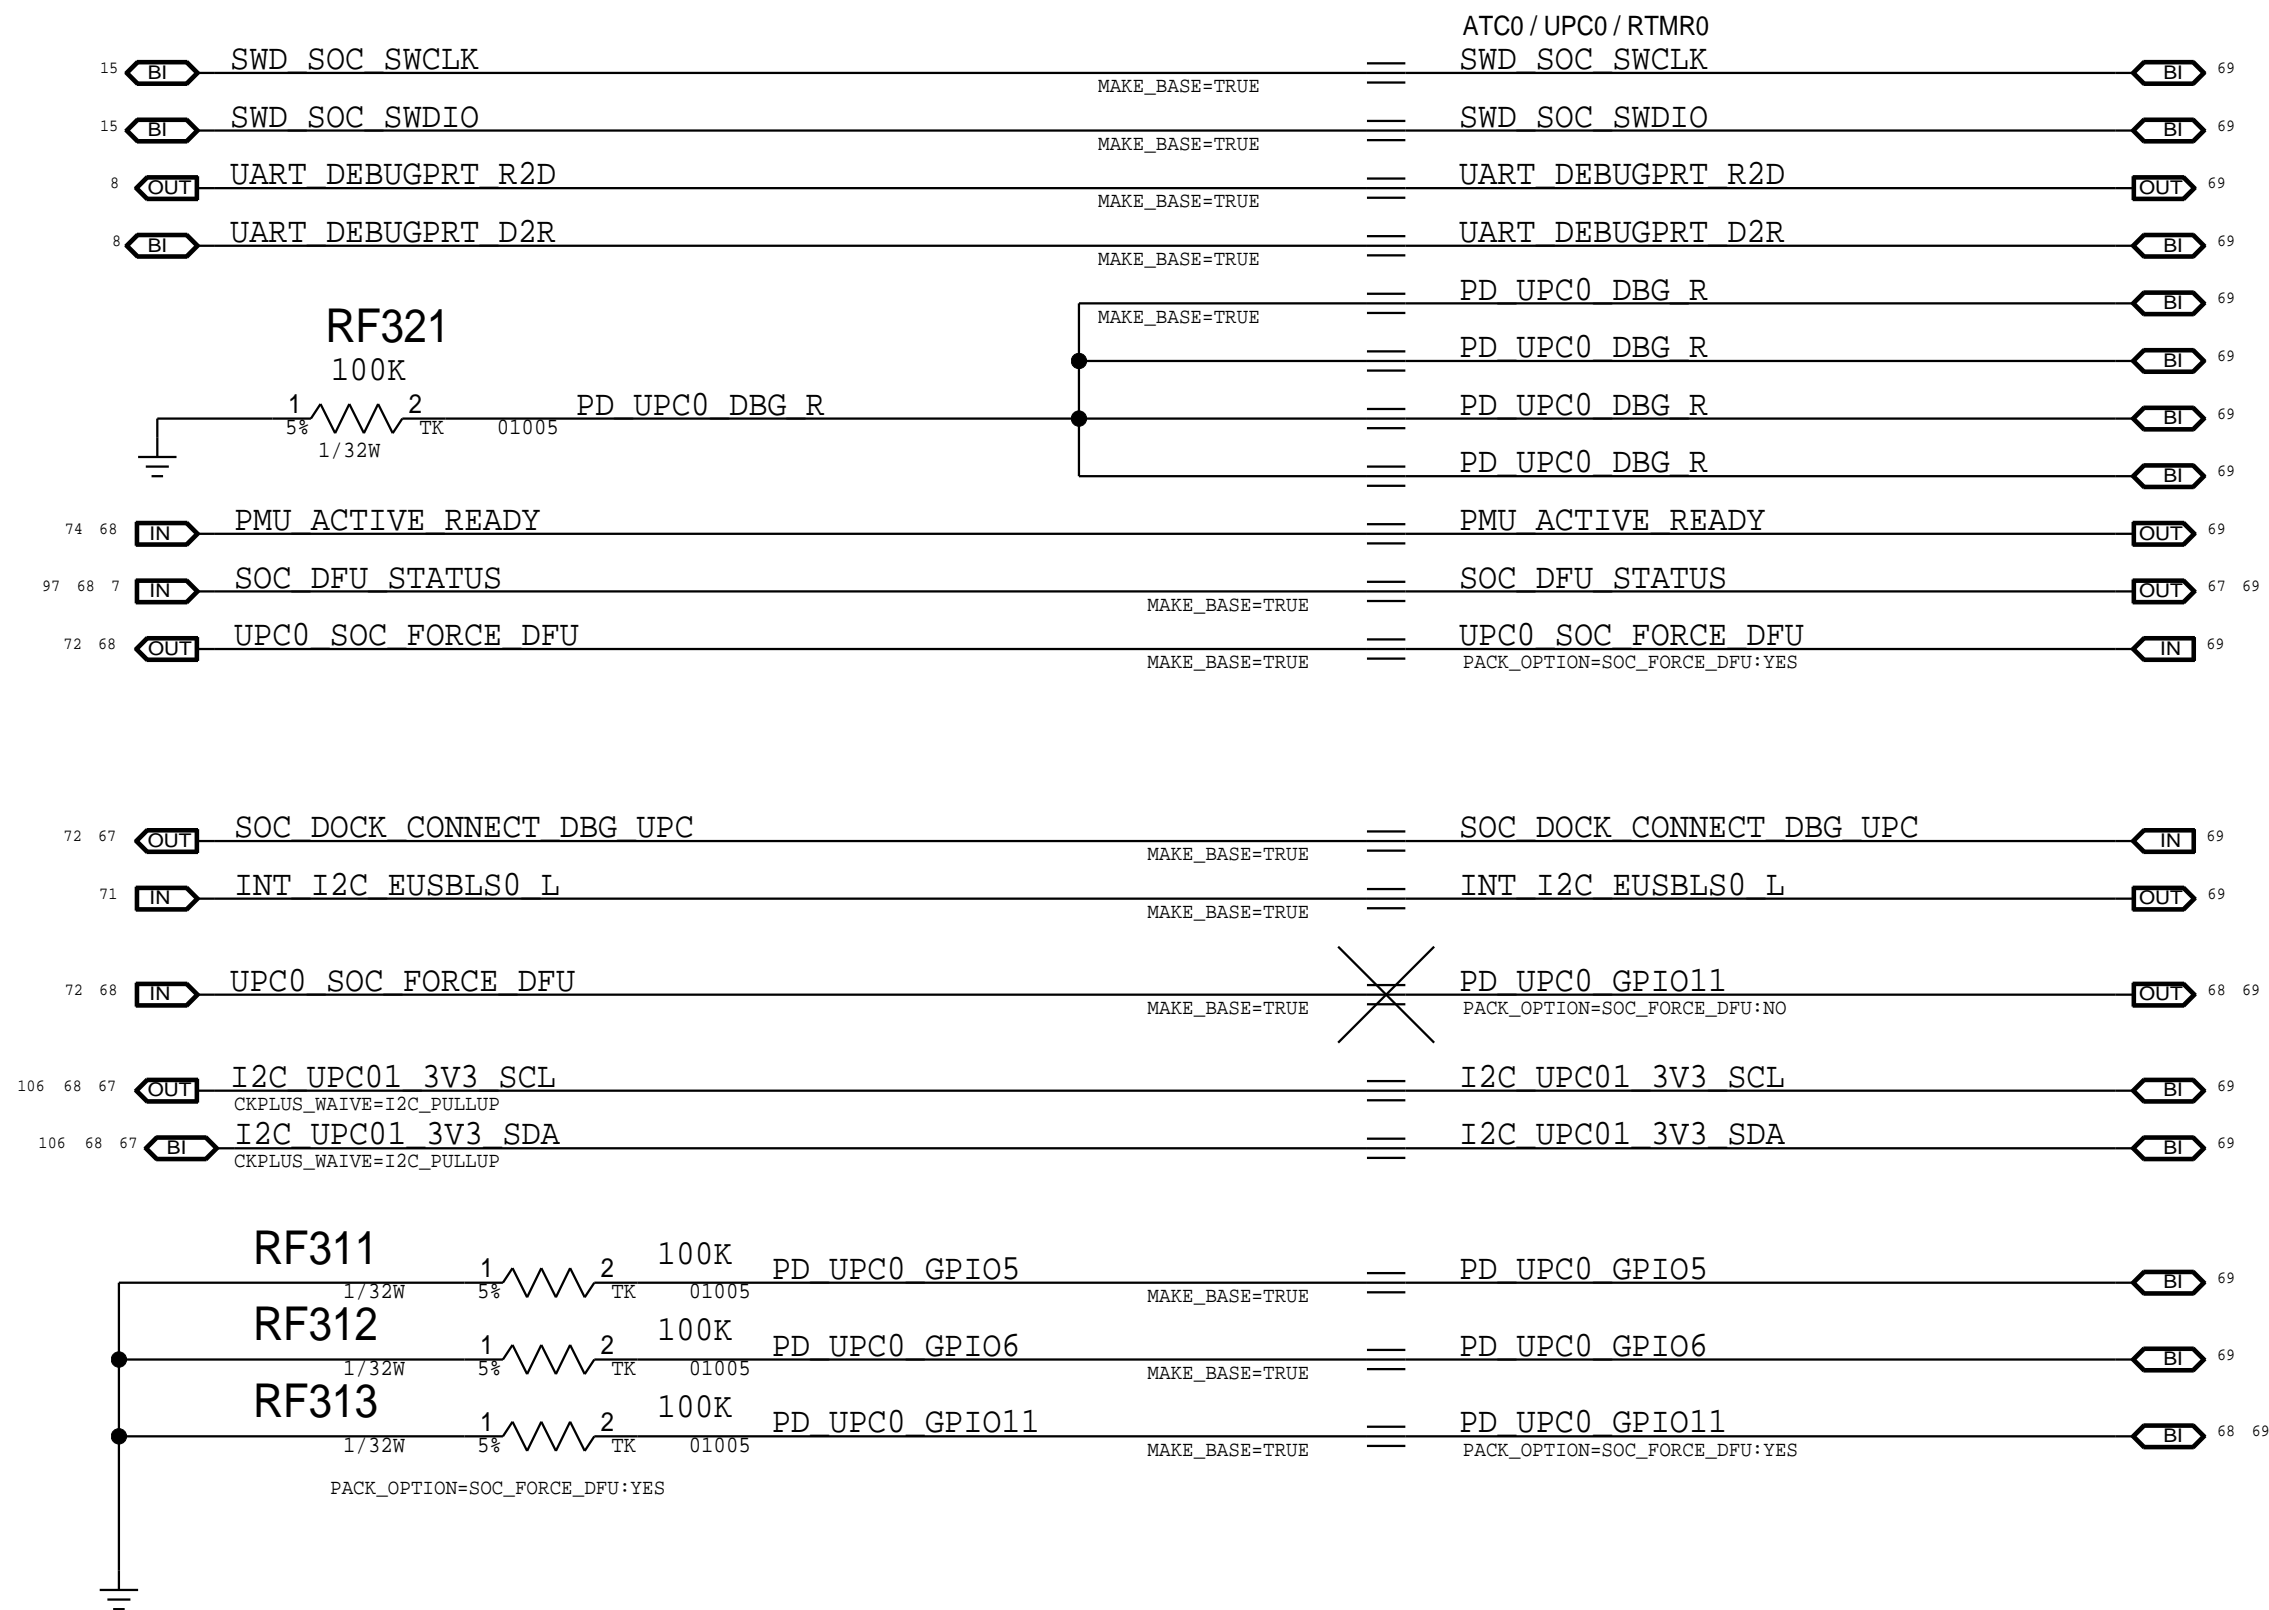 ATC0 / UPC0 / RTMR0
15 BI SWD_SOC_SWCLK MAKE_BASE=TRUE SWD_SOC_SWCLK BI 69
15 BI SWD_SOC_SWDIO MAKE_BASE=TRUE SWD_SOC_SWDIO BI 69
8 OUT UART_DEBUGPRT_R2D MAKE_BASE=TRUE UART_DEBUGPRT_R2D OUT 69
8 BI UART_DEBUGPRT_D2R MAKE_BASE=TRUE UART_DEBUGPRT_D2R BI 69
PD_UPC0_DBG_R BI 69
RF321 MAKE_BASE=TRUE
100K PD_UPC0_DBG_R BI 69
1 2 PD_UPC0_DBG_R PD_UPC0_DBG_R BI 69
5% TK 01005
1/32W
PD_UPC0_DBG_R BI 69
74 68 IN PMU_ACTIVE_READY PMU_ACTIVE_READY OUT 69
97 68 7 IN SOC_DFU_STATUS MAKE_BASE=TRUE SOC_DFU_STATUS OUT 67 69
72 68 OUT UPC0_SOC_FORCE_DFU UPC0_SOC_FORCE_DFU IN 69
MAKE_BASE=TRUE PACK_OPTION=SOC_FORCE_DFU:YES
72 67 OUT SOC_DOCK_CONNECT_DBG_UPC MAKE_BASE=TRUE SOC_DOCK_CONNECT_DBG_UPC IN 69
71 IN INT_I2C_EUSBLS0_L MAKE_BASE=TRUE INT_I2C_EUSBLS0_L OUT 69
72 68 IN UPC0_SOC_FORCE_DFU PD_UPC0_GPIO11 OUT 68 69
MAKE_BASE=TRUE PACK_OPTION=SOC_FORCE_DFU:NO
106 68 67 OUT I2C_UPC01_3V3_SCL I2C_UPC01_3V3_SCL BI 69
CKPLUS_WAIVE=I2C_PULLUP
106 68 67 BI I2C_UPC01_3V3_SDA I2C_UPC01_3V3_SDA BI 69
CKPLUS_WAIVE=I2C_PULLUP
RF311 1 2 100K PD_UPC0_GPIO5 PD_UPC0_GPIO5 BI 69
1/32W 5% TK 01005 MAKE_BASE=TRUE
RF312 1 2 100K PD_UPC0_GPIO6 PD_UPC0_GPIO6 BI 69
1/32W 5% TK 01005 MAKE_BASE=TRUE
RF313 1 2 100K PD_UPC0_GPIO11 PD_UPC0_GPIO11 BI 68 69
1/32W 5% TK 01005 MAKE_BASE=TRUE PACK_OPTION=SOC_FORCE_DFU:YES
PACK_OPTION=SOC_FORCE_DFU:YES